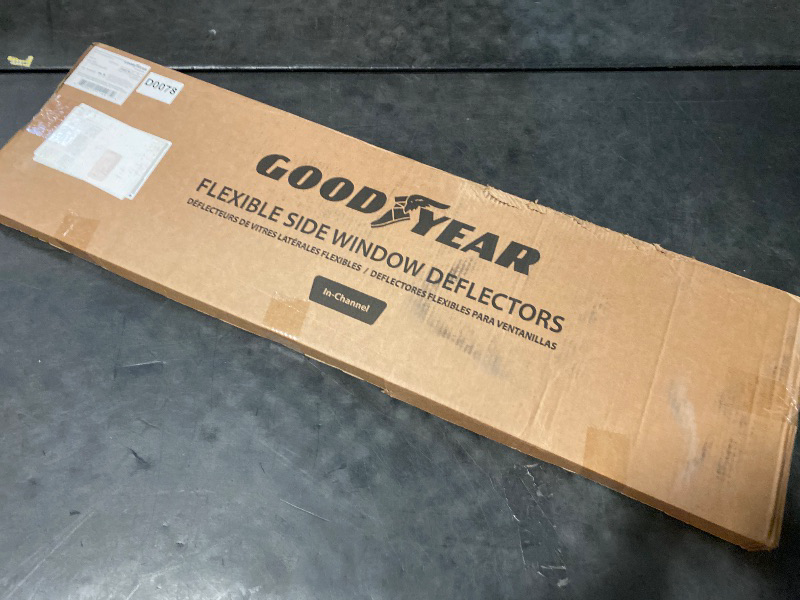 D0078
GOODYEAR
FLEXIBLE SIDE WINDOW DEFLECTORS
DÉFLECTEURS DE VITRES LATÉRALES FLEXIBLES / DEFLECTORES FLEXIBLES PARA VENTANILLAS
In-Channel